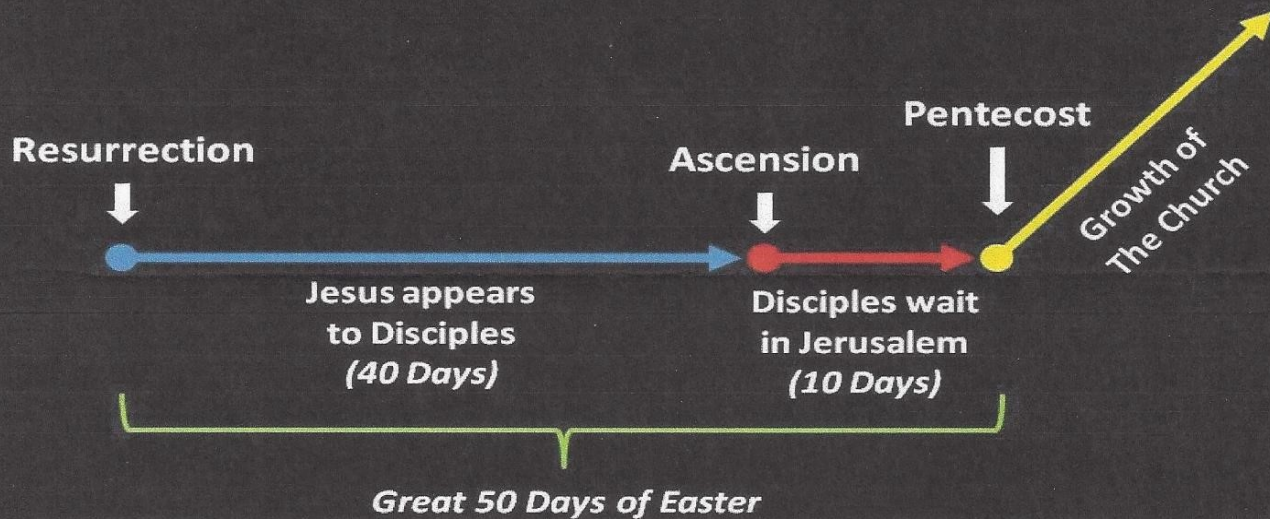 Resurrection
Ascension
Pentecost
Growth of
The Church
Jesus appears
to Disciples
(40 Days)
Disciples wait
in Jerusalem
(10 Days)
Great 50 Days of Easter